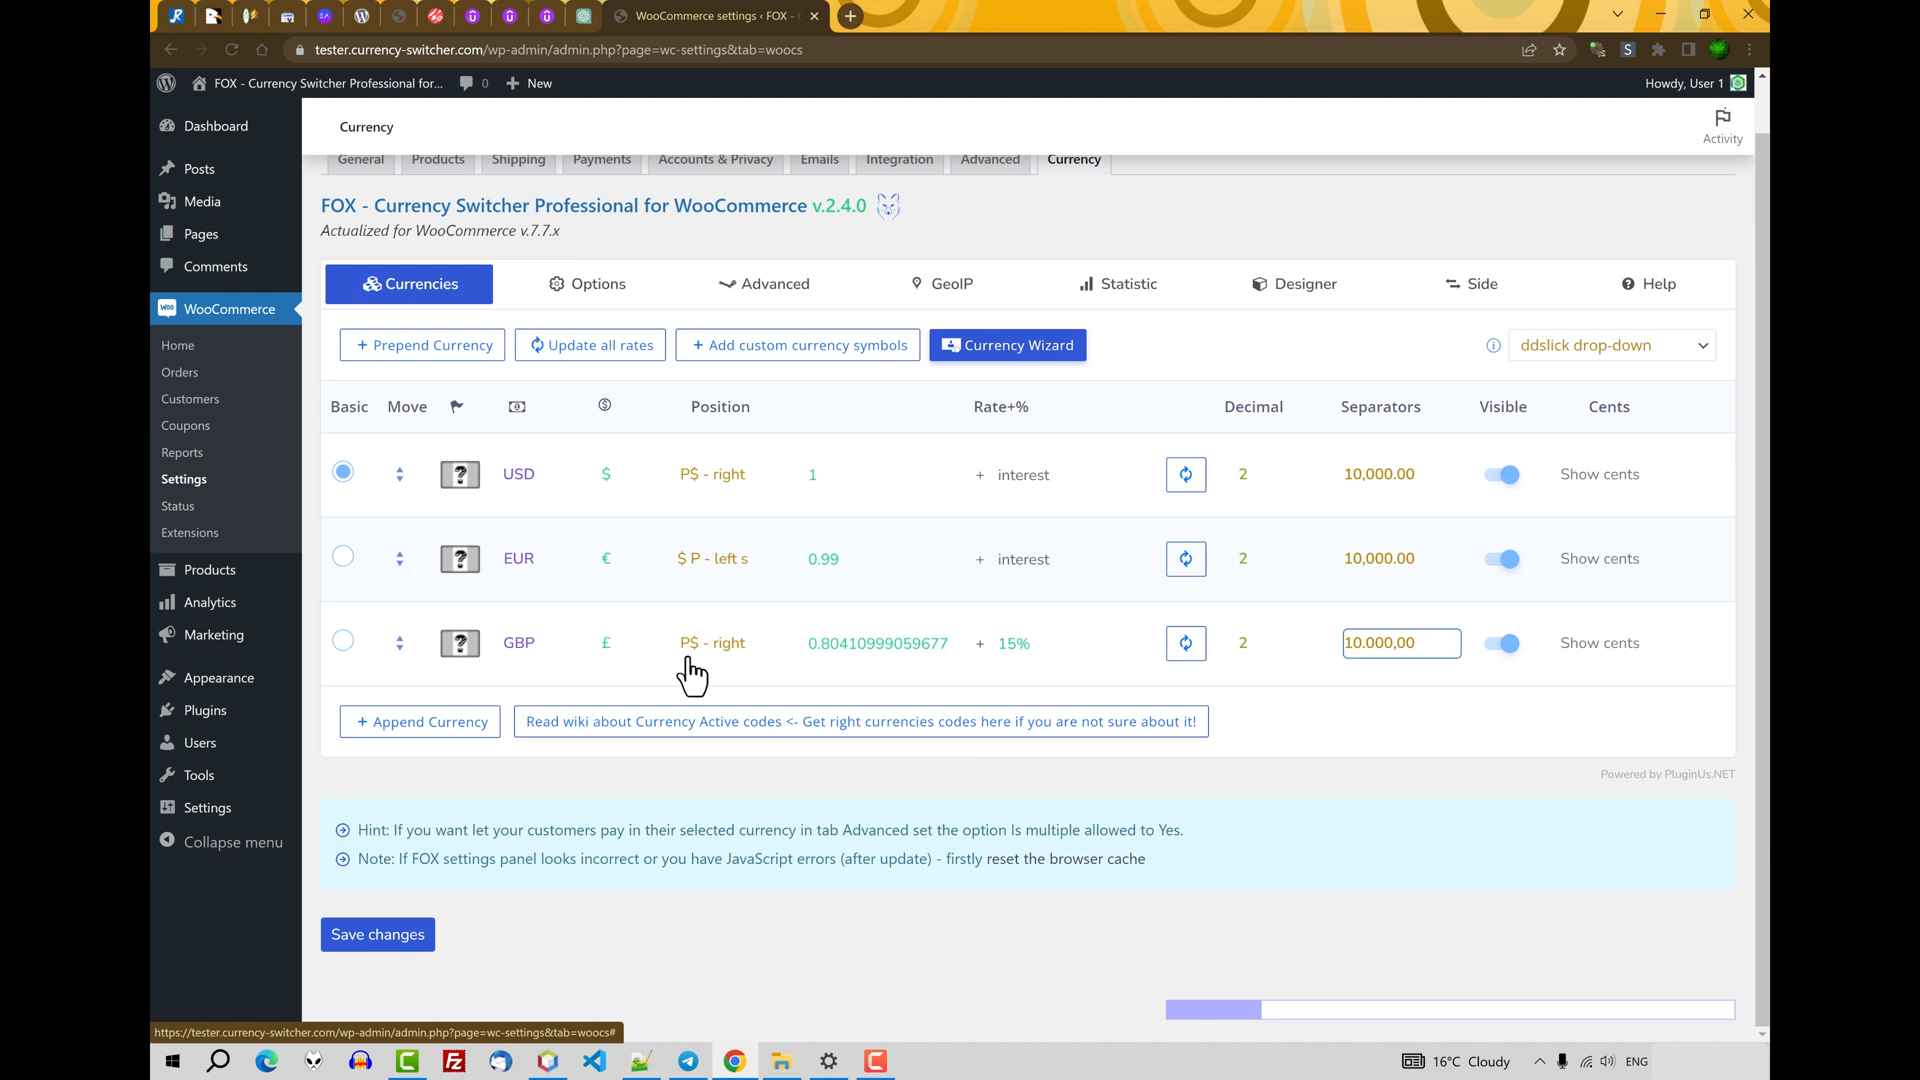 WooCommerce settings ‹ FOX -
tester.currency-switcher.com/wp-admin/admin.php?page=wc-settings&tab=woocs
FOX - Currency Switcher Professional for...
0
New
Howdy, User 1
Dashboard
Posts
Media
Pages
Comments
WooCommerce
Home
Orders
Customers
Coupons
Reports
Settings
Status
Extensions
Products
Analytics
Marketing
Appearance
Plugins
Users
Tools
Settings
Collapse menu
Currency
Activity
General Products Shipping Payments Accounts & Privacy Emails Integration Advanced Currency
FOX - Currency Switcher Professional for WooCommerce v.2.4.0
Actualized for WooCommerce v.7.7.x
Currencies Options Advanced GeoIP Statistic Designer Side Help
+ Prepend Currency Update all rates + Add custom currency symbols Currency Wizard ddslick drop-down
Basic Move Position Rate+% Decimal Separators Visible Cents
? USD $ P$ - right 1 + interest 2 10,000.00 Show cents
? EUR € $ P - left s 0.99 + interest 2 10,000.00 Show cents
? GBP £ P$ - right 0.80410999059677 + 15% 2 10.000,00 Show cents
+ Append Currency Read wiki about Currency Active codes <- Get right currencies codes here if you are not sure about it!
Powered by PluginUs.NET
Hint: If you want let your customers pay in their selected currency in tab Advanced set the option Is multiple allowed to Yes.
Note: If FOX settings panel looks incorrect or you have JavaScript errors (after update) - firstly reset the browser cache
Save changes
https://tester.currency-switcher.com/wp-admin/admin.php?page=wc-settings&tab=woocs#
16°C Cloudy
ENG